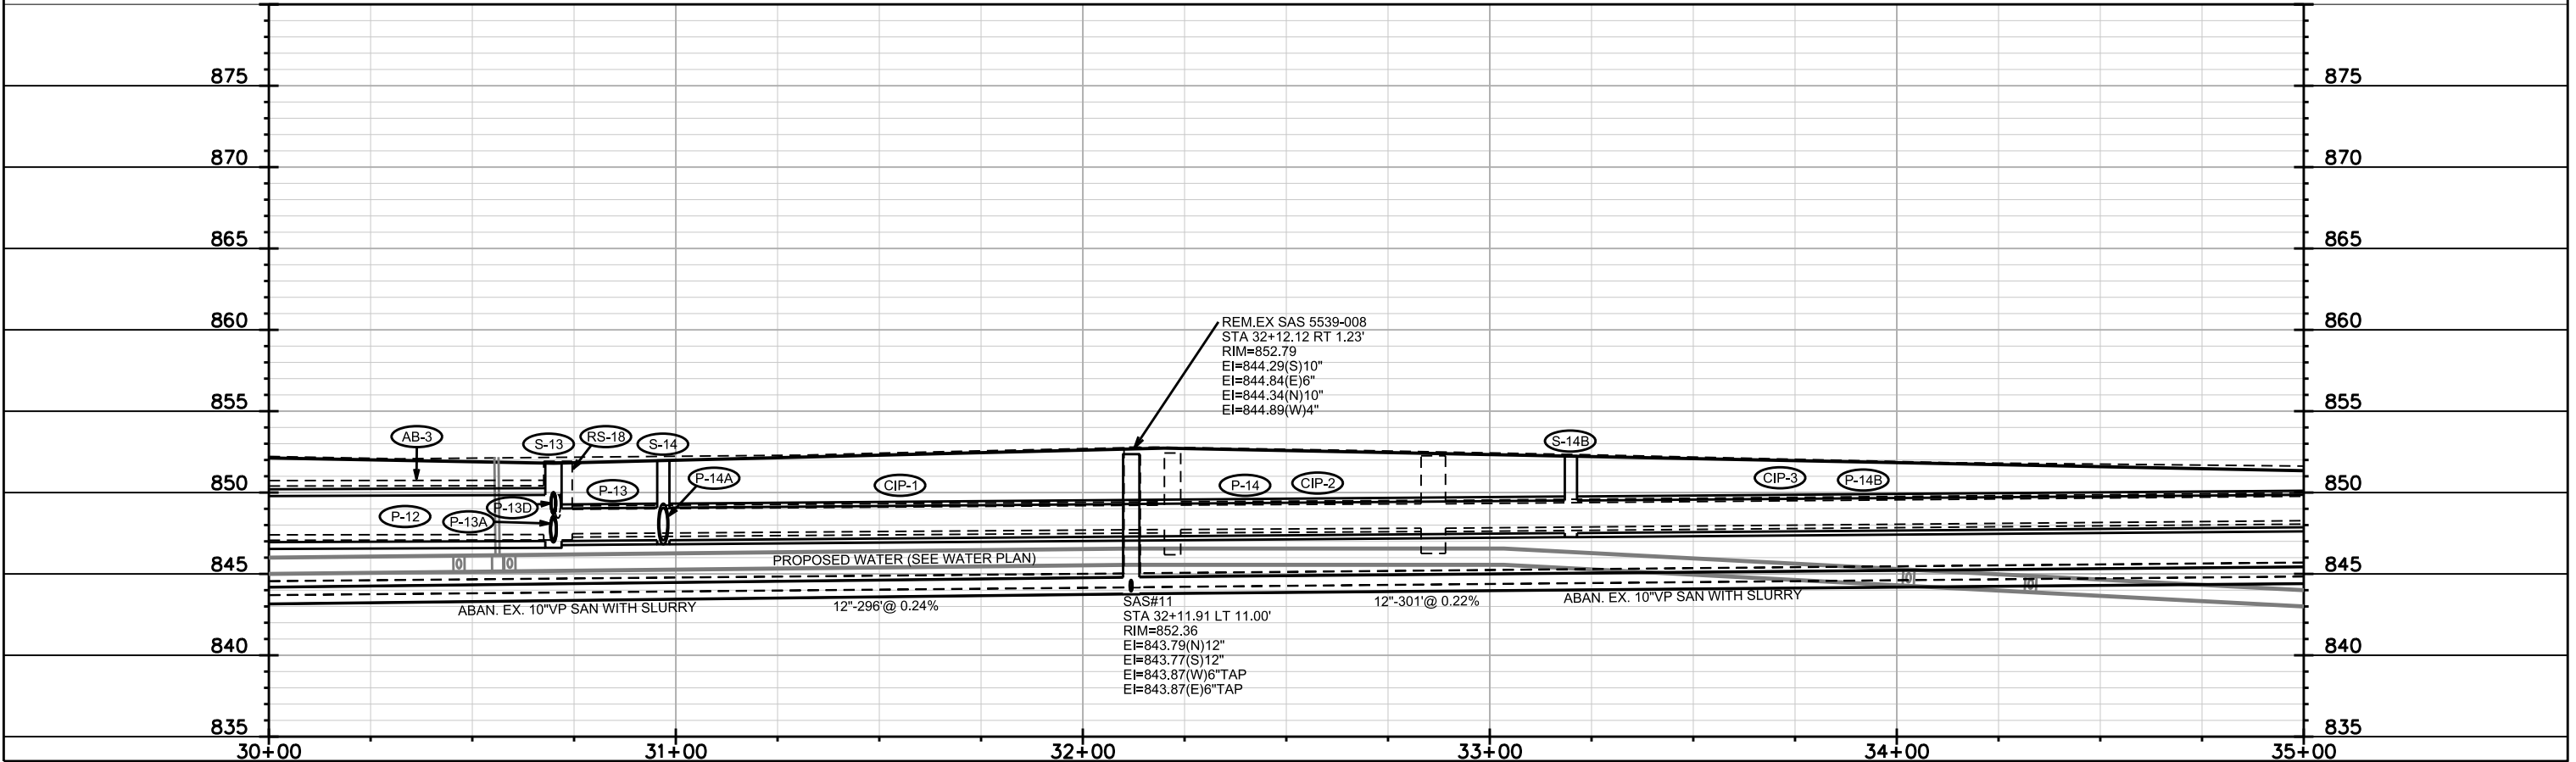 875
875
870
870
865
865
860
860
REM.EX SAS 5539-008
STA 32+12.12 RT 1.23'
RIM=852.79
EI=844.29(S)10"
EI=844.84(E)6"
EI=844.34(N)10"
EI=844.89(W)4"
855
855
AB-3
S-13
RS-18
S-14
S-14B
850
850
P-13
P-14A
CIP-1
P-14
CIP-2
CIP-3
P-14B
P-13D
P-12
P-13A
845
845
PROPOSED WATER (SEE WATER PLAN)
ABAN. EX. 10"VP SAN WITH SLURRY
12"-296'@ 0.24%
SAS#11
STA 32+11.91 LT 11.00'
RIM=852.36
EI=843.79(N)12"
EI=843.77(S)12"
EI=843.87(W)6"TAP
EI=843.87(E)6"TAP
12"-301'@ 0.22%
ABAN. EX. 10"VP SAN WITH SLURRY
840
840
835
835
30+00
31+00
32+00
33+00
34+00
35+00